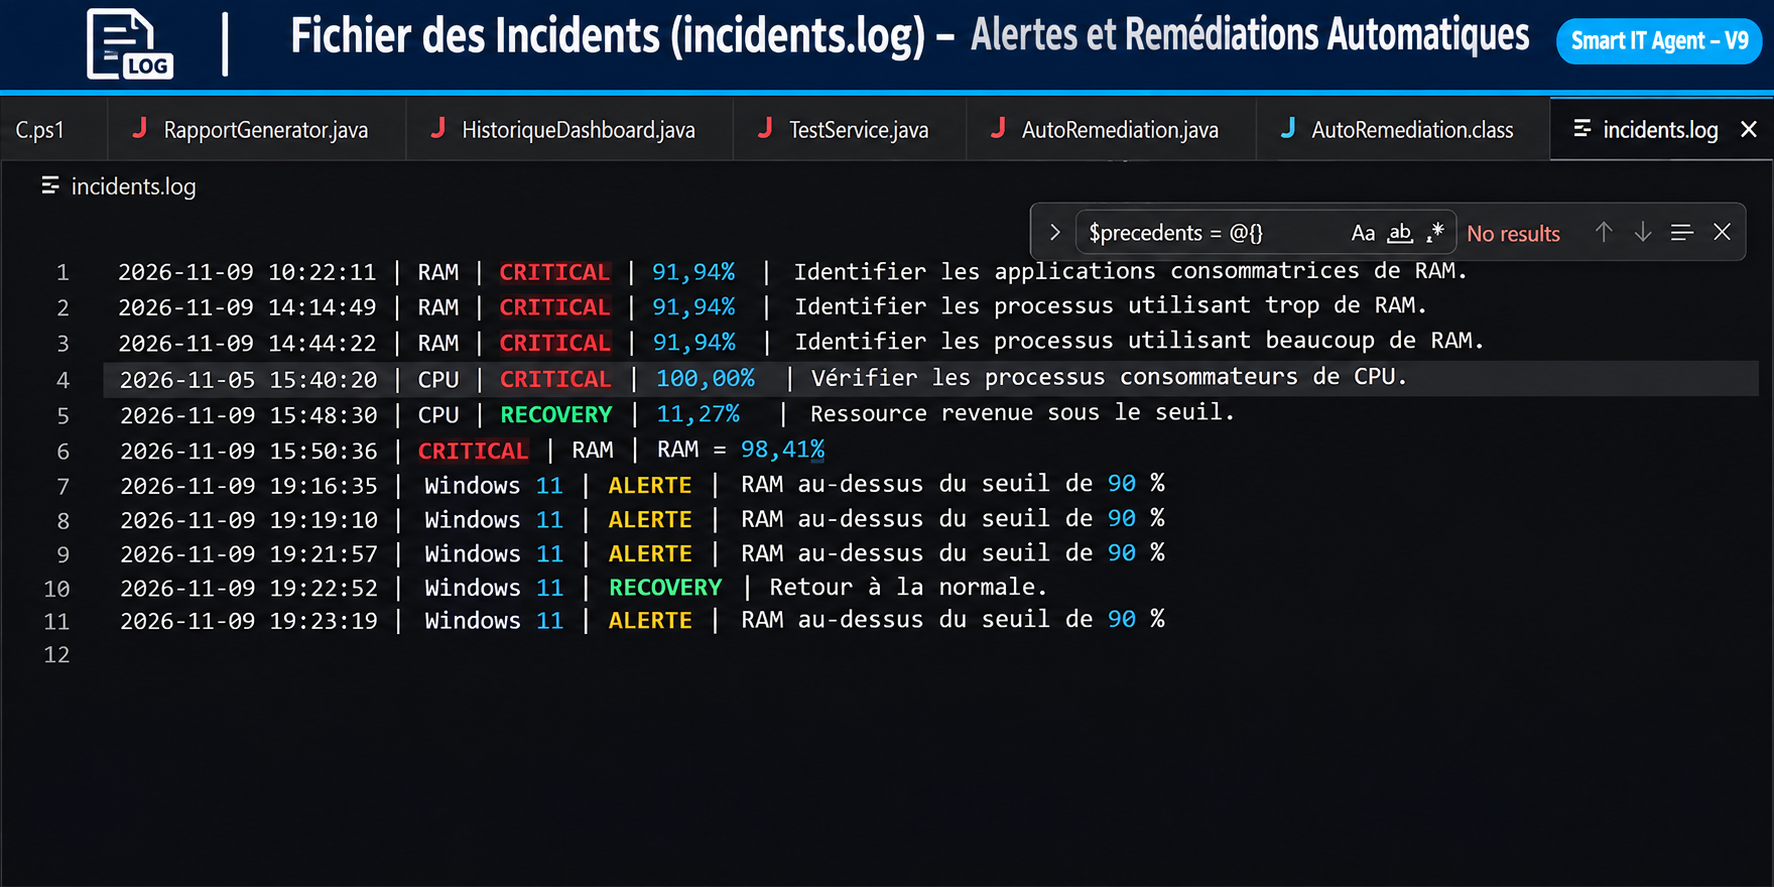 LOG
Fichier des Incidents (incidents.log) – Alertes et Remédiations Automatiques
Smart IT Agent – V9
C.ps1
J RapportGenerator.java
J HistoriqueDashboard.java
J TestService.java
J AutoRemediation.java
J AutoRemediation.class
incidents.log
incidents.log
$precedents = @{}
Aa ab .* No results
1 2026-11-09 10:22:11 | RAM | CRITICAL | 91,94% | Identifier les applications consommatrices de RAM.
2 2026-11-09 14:14:49 | RAM | CRITICAL | 91,94% | Identifier les processus utilisant trop de RAM.
3 2026-11-09 14:44:22 | RAM | CRITICAL | 91,94% | Identifier les processus utilisant beaucoup de RAM.
4 2026-11-05 15:40:20 | CPU | CRITICAL | 100,00% | Vérifier les processus consommateurs de CPU.
5 2026-11-09 15:48:30 | CPU | RECOVERY | 11,27% | Ressource revenue sous le seuil.
6 2026-11-09 15:50:36 | CRITICAL | RAM | RAM = 98,41%
7 2026-11-09 19:16:35 | Windows 11 | ALERTE | RAM au-dessus du seuil de 90 %
8 2026-11-09 19:19:10 | Windows 11 | ALERTE | RAM au-dessus du seuil de 90 %
9 2026-11-09 19:21:57 | Windows 11 | ALERTE | RAM au-dessus du seuil de 90 %
10 2026-11-09 19:22:52 | Windows 11 | RECOVERY | Retour à la normale.
11 2026-11-09 19:23:19 | Windows 11 | ALERTE | RAM au-dessus du seuil de 90 %
12